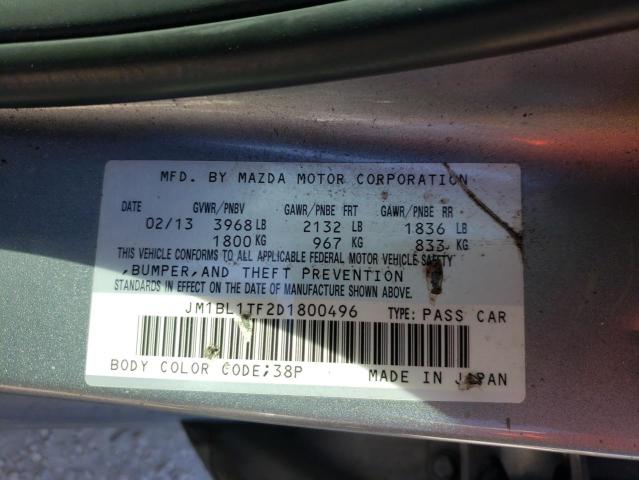 MFD. BY MAZDA MOTOR CORPORATION
DATE GVWR/PNBV GAWR/PNBE FRT GAWR/PNBE RR
02/13 3968 LB 2132 LB 1836 LB
1800 KG 967 KG 833 KG
THIS VEHICLE CONFORMS TO ALL APPLICABLE FEDERAL MOTOR VEHICLE SAFETY
,BUMPER,AND THEFT PREVENTION
STANDARDS IN EFFECT ON THE DATE OF MANUFACTURE SHOWN ABOVE.
JM1BL1TF2D1800496 TYPE: PASS CAR
BODY COLOR CODE;38P MADE IN JAPAN